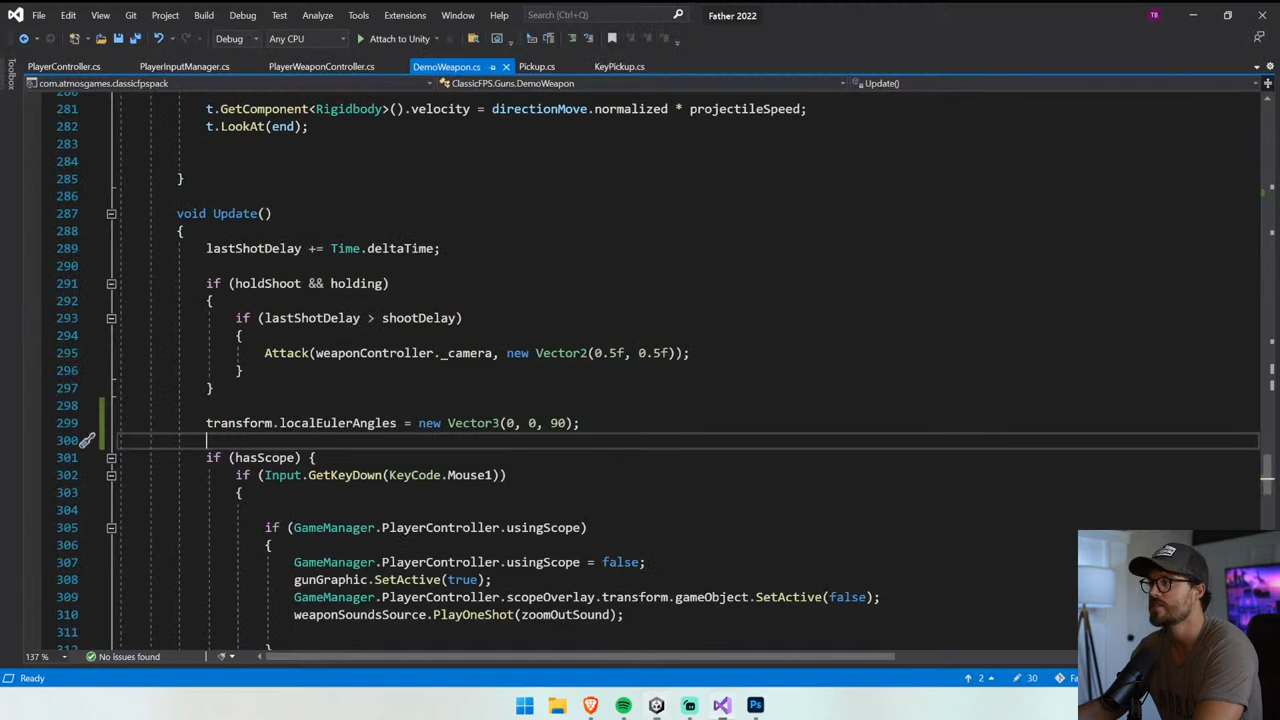 File Edit View Git Project Build Debug Test Analyze Tools Extensions Window Help Search (Ctrl+Q) Father 2022 TB
Debug Any CPU Attach to Unity
Toolbox
PlayerController.cs PlayerInputManager.cs PlayerWeaponController.cs DemoWeapon.cs Pickup.cs KeyPickup.cs
com.atmosgames.classicfpspack ClassicFPS.Guns.DemoWeapon Update()
281 t.GetComponent<Rigidbody>().velocity = directionMove.normalized * projectileSpeed;
282 t.LookAt(end);
283
284
285 }
286
287 void Update()
288 {
289 lastShotDelay += Time.deltaTime;
290
291 if (holdShoot && holding)
292 {
293 if (lastShotDelay > shootDelay)
294 {
295 Attack(weaponController._camera, new Vector2(0.5f, 0.5f));
296 }
297 }
298
299 transform.localEulerAngles = new Vector3(0, 0, 90);
300
301 if (hasScope) {
302 if (Input.GetKeyDown(KeyCode.Mouse1))
303 {
304
305 if (GameManager.PlayerController.usingScope)
306 {
307 GameManager.PlayerController.usingScope = false;
308 gunGraphic.SetActive(true);
309 GameManager.PlayerController.scopeOverlay.transform.gameObject.SetActive(false);
310 weaponSoundsSource.PlayOneShot(zoomOutSound);
311
137 % No issues found
Ready 2 30